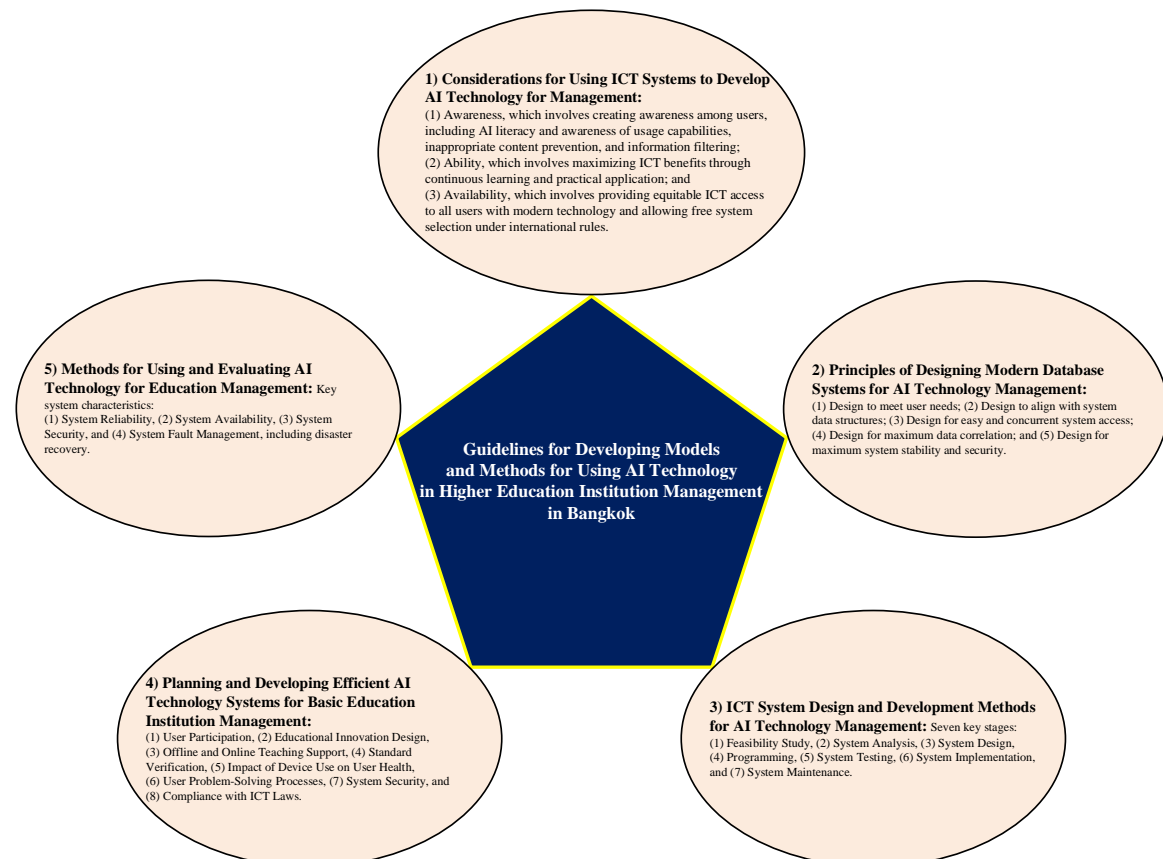 1) Considerations for Using ICT Systems to Develop
AI Technology for Management:
(1) Awareness, which involves creating awareness among users,
including AI literacy and awareness of usage capabilities,
inappropriate content prevention, and information filtering;
(2) Ability, which involves maximizing ICT benefits through
continuous learning and practical application; and
(3) Availability, which involves providing equitable ICT access
to all users with modern technology and allowing free system
selection under international rules.
5) Methods for Using and Evaluating AI
Technology for Education Management: Key
system characteristics:
(1) System Reliability, (2) System Availability, (3) System
Security, and (4) System Fault Management, including disaster
recovery.
2) Principles of Designing Modern Database
Systems for AI Technology Management:
(1) Design to meet user needs; (2) Design to align with system
data structures; (3) Design for easy and concurrent system access;
(4) Design for maximum data correlation; and (5) Design for
maximum system stability and security.
Guidelines for Developing Models
and Methods for Using AI Technology
in Higher Education Institution Management
in Bangkok
4) Planning and Developing Efficient AI
Technology Systems for Basic Education
Institution Management:
(1) User Participation, (2) Educational Innovation Design,
(3) Offline and Online Teaching Support, (4) Standard
Verification, (5) Impact of Device Use on User Health,
(6) User Problem-Solving Processes, (7) System Security, and
(8) Compliance with ICT Laws.
3) ICT System Design and Development Methods
for AI Technology Management: Seven key stages:
(1) Feasibility Study, (2) System Analysis, (3) System Design,
(4) Programming, (5) System Testing, (6) System Implementation,
and (7) System Maintenance.